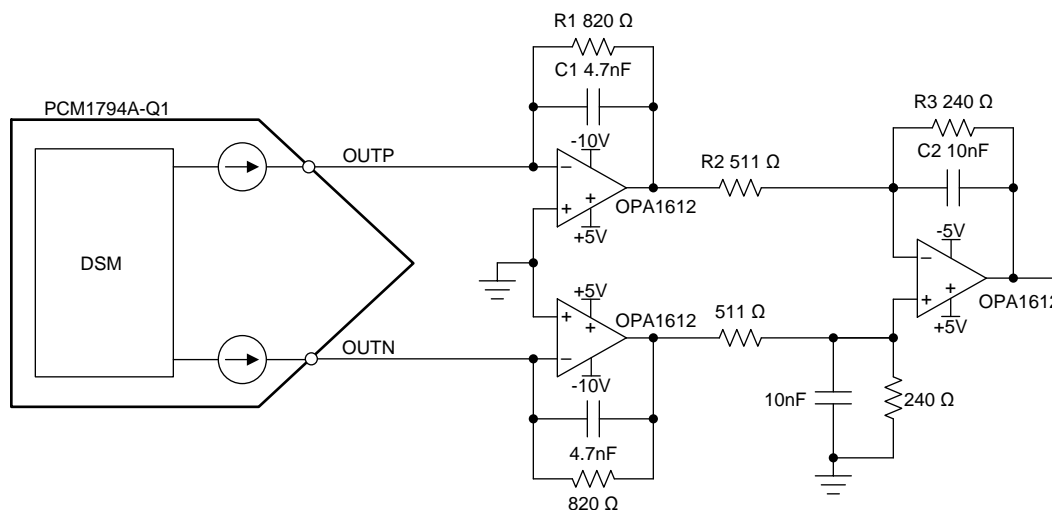 R1 820 Ω
C1 4.7nF
PCM1794A-Q1
-10V
R3 240 Ω
C2 10nF
OUTP
R2 511 Ω
−
+
+
OPA1612
+5V
-5V
DSM
−
+
+
OPA1612
+5V
+5V
OPA1612
511 Ω
+
+
−
OUTN
-10V
10nF
240 Ω
4.7nF
820 Ω